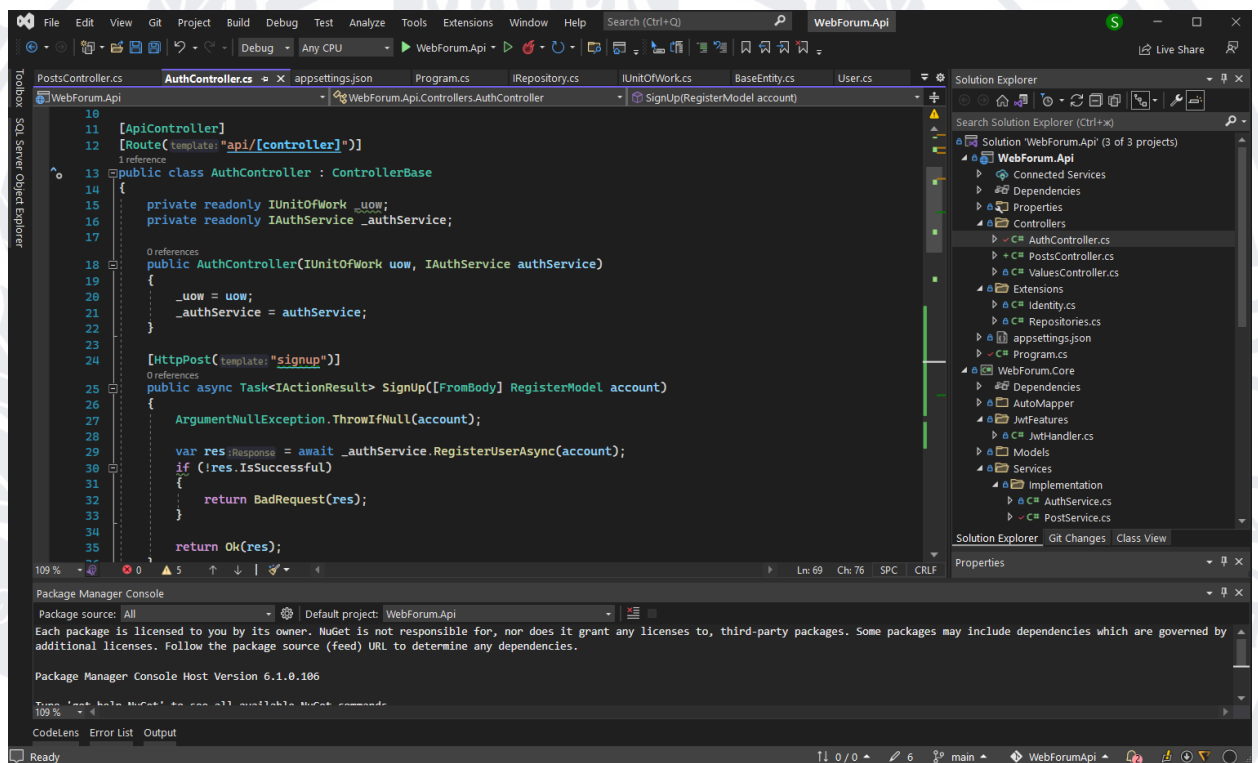 File Edit View Git Project Build Debug Test Analyze Tools Extensions Window Help Search (Ctrl+Q) WebForum.Api S
Debug Any CPU WebForum.Api Live Share
Toolbox
SQL Server Object Explorer
PostsController.cs AuthController.cs appsettings.json Program.cs IRepository.cs IUnitOfWork.cs BaseEntity.cs User.cs
WebForum.Api WebForum.Api.Controllers.AuthController SignUp(RegisterModel account)
10
11 [ApiController]
12 [Route(template: "api/[controller]")]
1 reference
13 public class AuthController : ControllerBase
14 {
15 private readonly IUnitOfWork _uow;
16 private readonly IAuthService _authService;
17
0 references
18 public AuthController(IUnitOfWork uow, IAuthService authService)
19 {
20 _uow = uow;
21 _authService = authService;
22 }
23
24 [HttpPost(template: "signup")]
0 references
25 public async Task<IActionResult> SignUp([FromBody] RegisterModel account)
26 {
27 ArgumentNullException.ThrowIfNull(account);
28
29 var res :Response = await _authService.RegisterUserAsync(account);
30 if (!res.IsSuccessful)
31 {
32 return BadRequest(res);
33 }
34
35 return Ok(res);
109 % 0 5 Ln: 69 Ch: 76 SPC CRLF
Solution Explorer
Search Solution Explorer (Ctrl+ж)
Solution 'WebForum.Api' (3 of 3 projects)
WebForum.Api
Connected Services
Dependencies
Properties
Controllers
C# AuthController.cs
C# PostsController.cs
C# ValuesController.cs
Extensions
C# Identity.cs
C# Repositories.cs
appsettings.json
C# Program.cs
WebForum.Core
Dependencies
AutoMapper
JwtFeatures
C# JwtHandler.cs
Models
Services
Implementation
C# AuthService.cs
C# PostService.cs
Solution Explorer Git Changes Class View
Properties
Package Manager Console
Package source: All Default project: WebForum.Api
Each package is licensed to you by its owner. NuGet is not responsible for, nor does it grant any licenses to, third-party packages. Some packages may include dependencies which are governed by
additional licenses. Follow the package source (feed) URL to determine any dependencies.
Package Manager Console Host Version 6.1.0.106
Type 'get-help NuGet' to see all available NuGet commands
109 %
CodeLens Error List Output
Ready 0 / 0 6 main WebForumApi 2